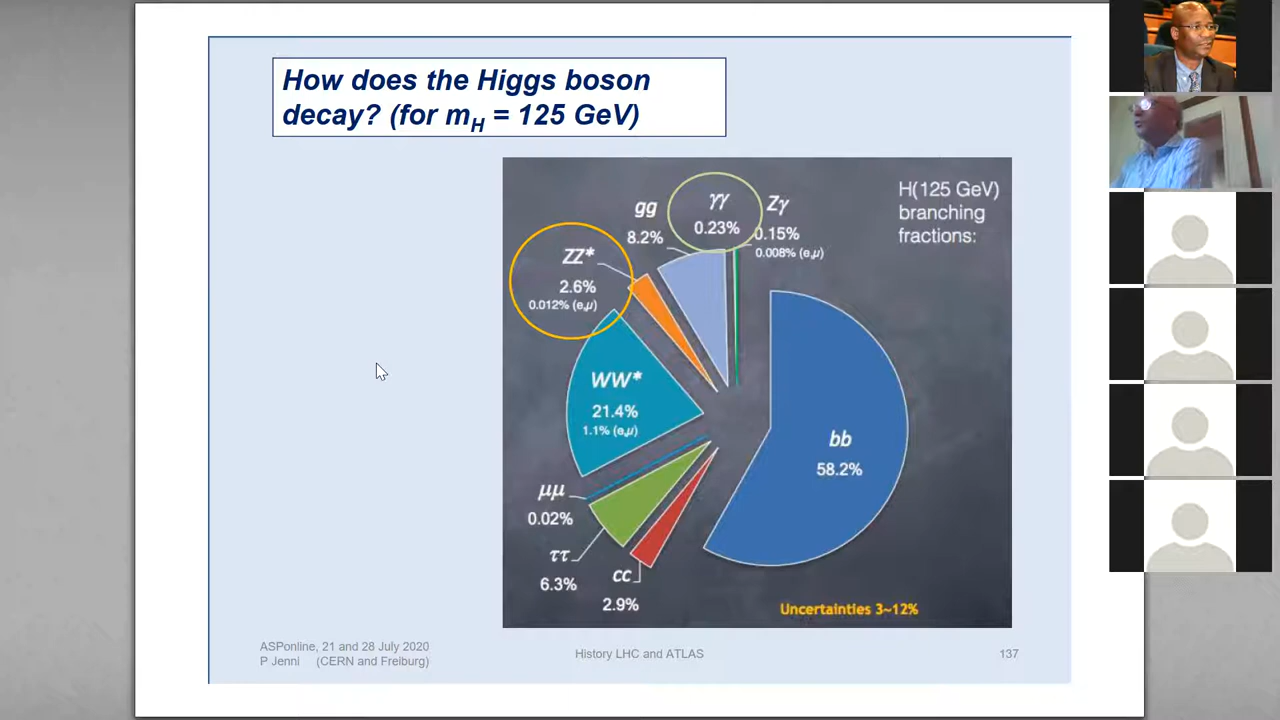 How does the Higgs boson
decay? (for mH = 125 GeV)
H(125 GeV)
branching
fractions:
γγ
0.23%
Zγ
0.15%
0.008% (e,μ)
gg
8.2%
ZZ*
2.6%
0.012% (e,μ)
WW*
21.4%
1.1% (e,μ)
bb
58.2%
μμ
0.02%
ττ
6.3%
cc
2.9%
Uncertainties 3~12%
ASPonline, 21 and 28 July 2020
P Jenni (CERN and Freiburg)
History LHC and ATLAS
137